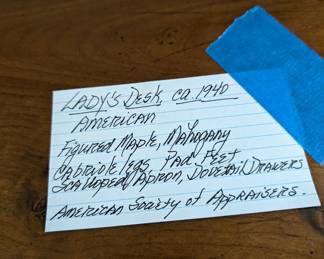 LADY'S DESK, ca. 1940
AMERICAN
Figured Maple, Mahogany
Cabriole legs Pad Feet
Scalloped Apron, Dovetail Drawers
American Society of Appraisers.